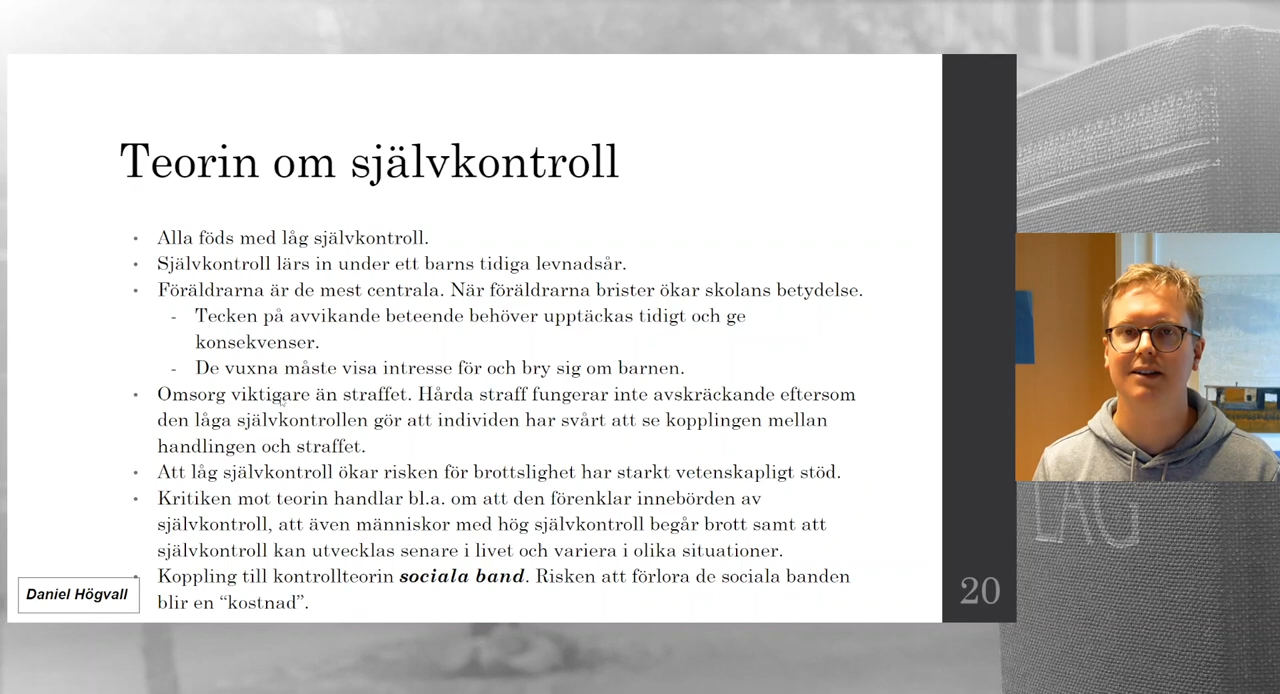 Teorin om självkontroll
• Alla föds med låg självkontroll.
• Självkontroll lärs in under ett barns tidiga levnadsår.
• Föräldrarna är de mest centrala. När föräldrarna brister ökar skolans betydelse.
- Tecken på avvikande beteende behöver upptäckas tidigt och ge
konsekvenser.
- De vuxna måste visa intresse för och bry sig om barnen.
• Omsorg viktigare än straffet. Hårda straff fungerar inte avskräckande eftersom
den låga självkontrollen gör att individen har svårt att se kopplingen mellan
handlingen och straffet.
• Att låg självkontroll ökar risken för brottslighet har starkt vetenskapligt stöd.
• Kritiken mot teorin handlar bl.a. om att den förenklar innebörden av
självkontroll, att även människor med hög självkontroll begår brott samt att
självkontroll kan utvecklas senare i livet och variera i olika situationer.
• Koppling till kontrollteorin sociala band. Risken att förlora de sociala banden
blir en “kostnad”.
Daniel Högvall
20
LAG